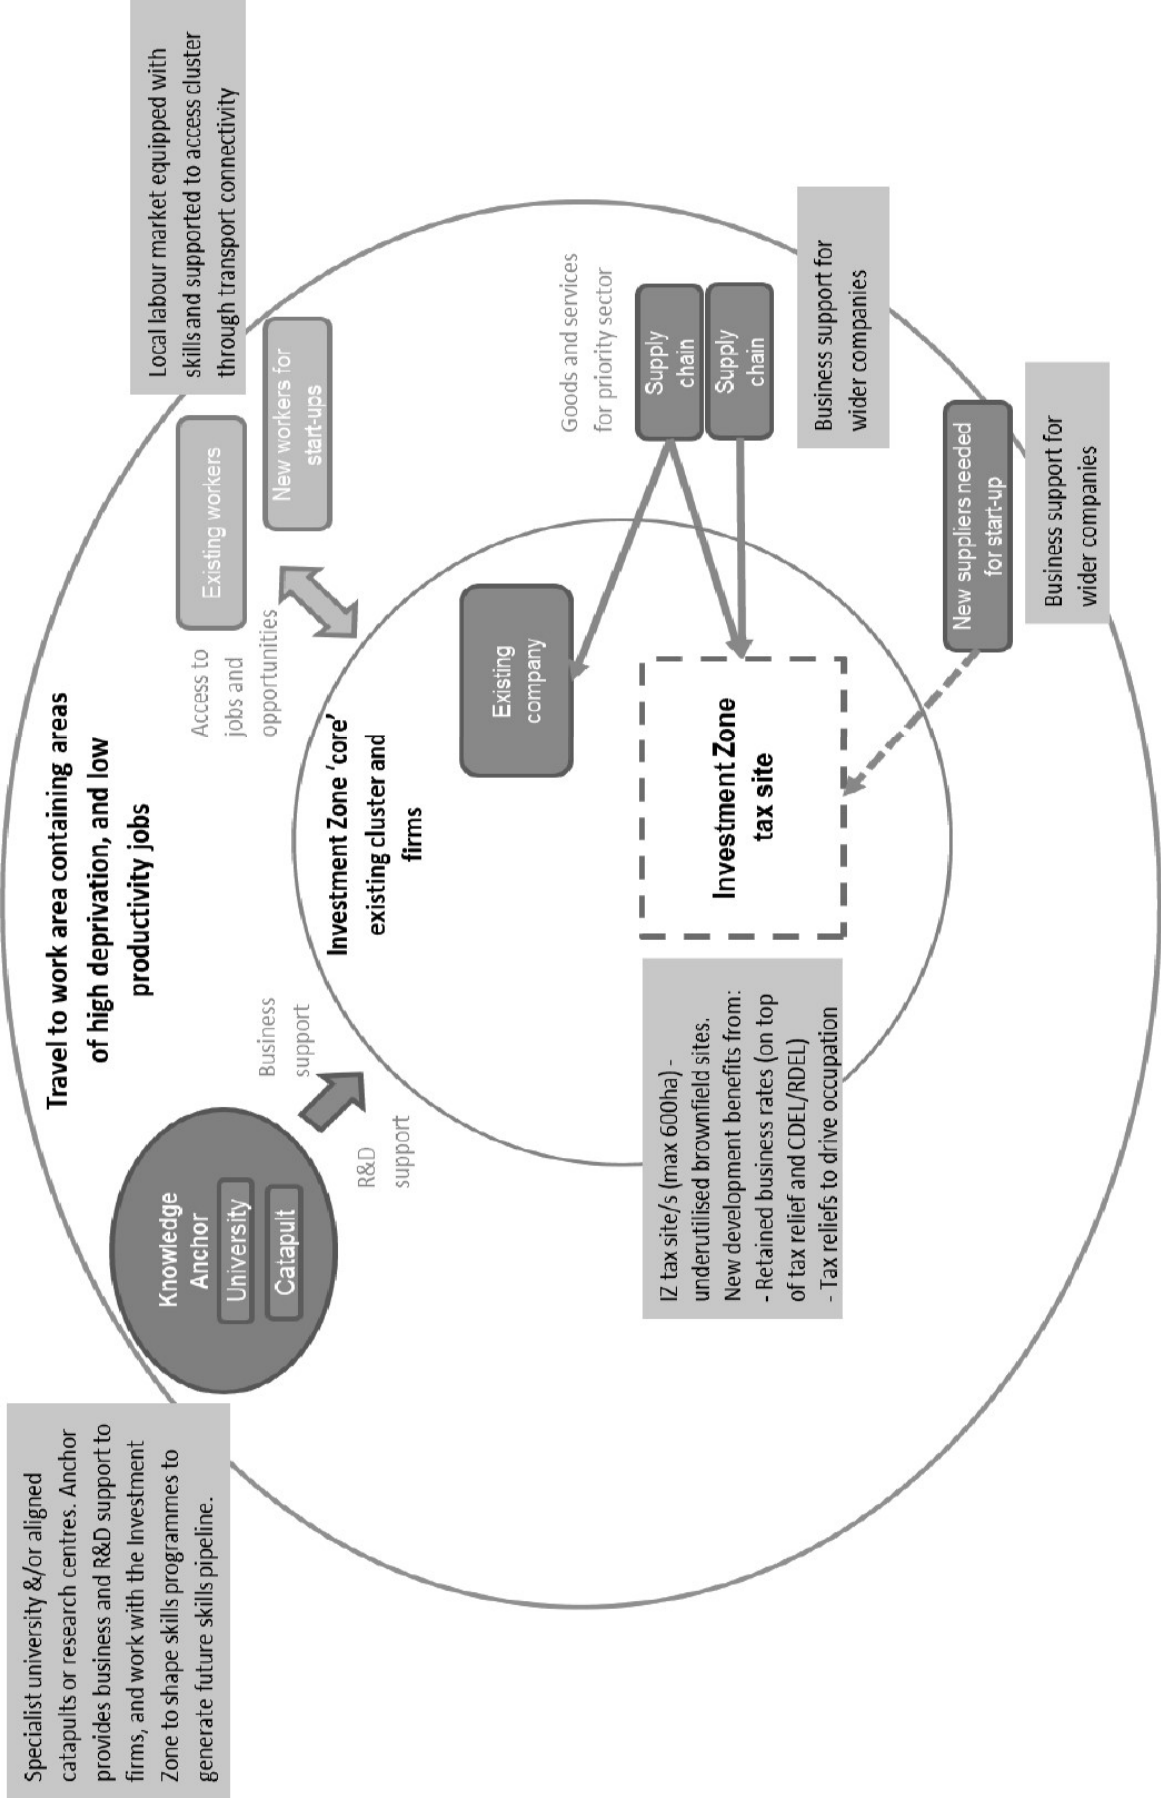 Specialist university &/or aligned
catapults or research centres. Anchor
provides business and R&D support to
firms, and work with the Investment
Zone to shape skills programmes to
generate future skills pipeline.
Knowledge
Anchor
University
Catapult
Business
support
R&D
support
Travel to work area containing areas
of high deprivation, and low
productivity jobs
Access to
jobs and
opportunities
Existing workers
New workers for
start-ups
Local labour market equipped with
skills and supported to access cluster
through transport connectivity
Investment Zone ‘core’
existing cluster and
firms
Existing
company
Goods and services
for priority sector
Supply
chain
Supply
chain
Business support for
wider companies
IZ tax site/s (max 600ha) -
underutilised brownfield sites.
New development benefits from:
- Retained business rates (on top
of tax relief and CDEL/RDEL)
- Tax reliefs to drive occupation
Investment Zone
tax site
New suppliers needed
for start-up
Business support for
wider companies